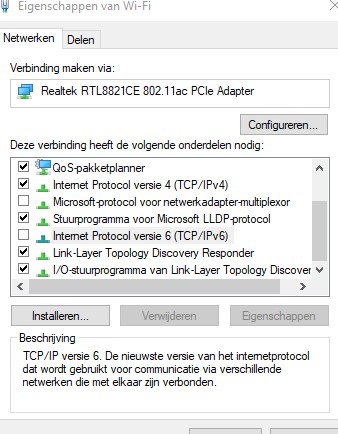 Eigenschappen van Wi-Fi
Netwerken Delen
Verbinding maken via:
Realtek RTL8821CE 802.11ac PCIe Adapter
Configureren...
Deze verbinding heeft de volgende onderdelen nodig:
QoS-pakketplanner
Internet Protocol versie 4 (TCP/IPv4)
Microsoft-protocol voor netwerkadapter-multiplexor
Stuurprogramma voor Microsoft LLDP-protocol
Internet Protocol versie 6 (TCP/IPv6)
Link-Layer Topology Discovery Responder
I/O-stuurprogramma van Link-Layer Topology Discover
Installeren... Verwijderen Eigenschappen
Beschrijving
TCP/IP versie 6. De nieuwste versie van het internetprotocol
dat wordt gebruikt voor communicatie via verschillende
netwerken die met elkaar zijn verbonden.